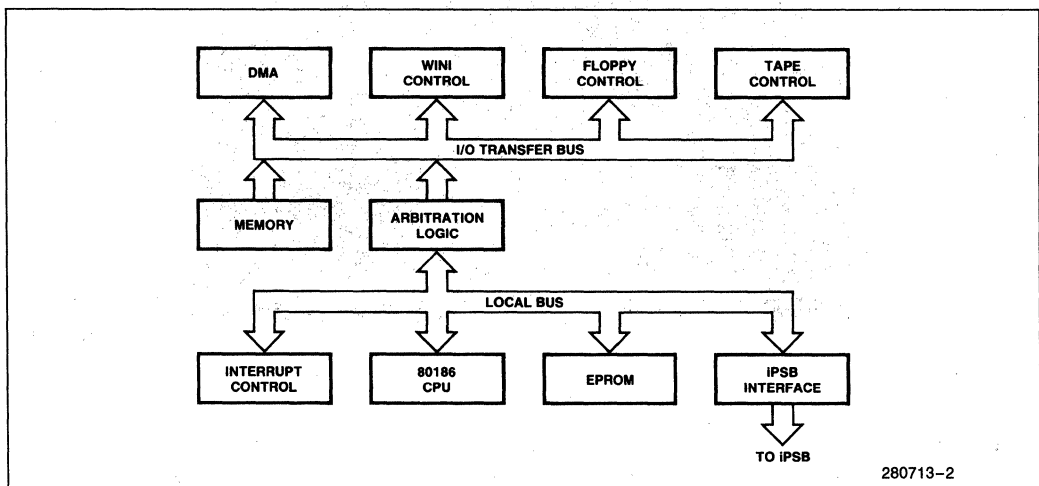 DMA
WINI
CONTROL
FLOPPY
CONTROL
TAPE
CONTROL
I/O TRANSFER BUS
MEMORY
ARBITRATION
LOGIC
LOCAL BUS
INTERRUPT
CONTROL
80186
CPU
EPROM
iPSB
INTERFACE
TO iPSB
280713-2